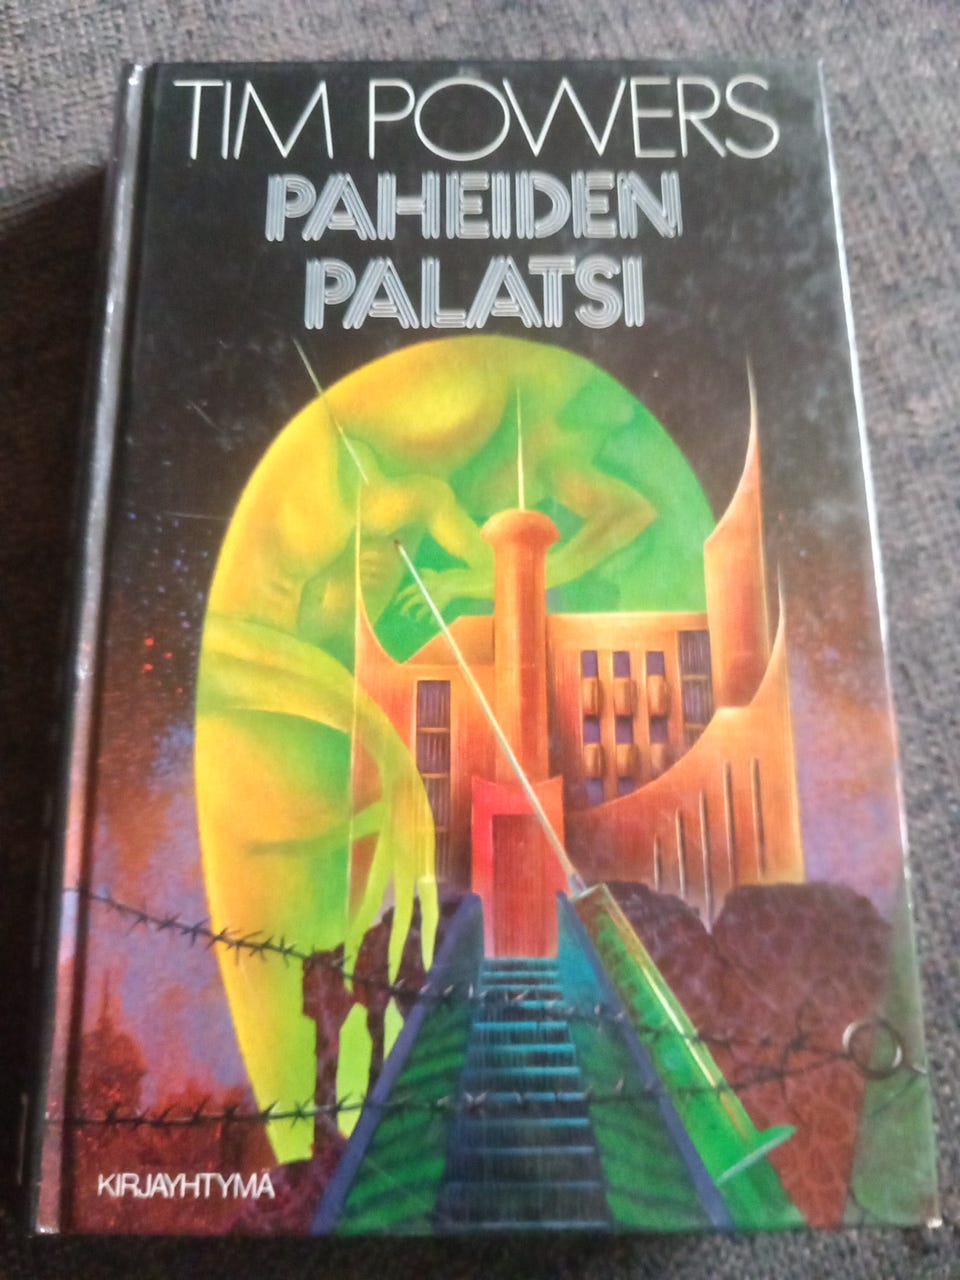 TIM POWERS
PAHEIDEN
PALATSI
KIRJAYHTYMÄ